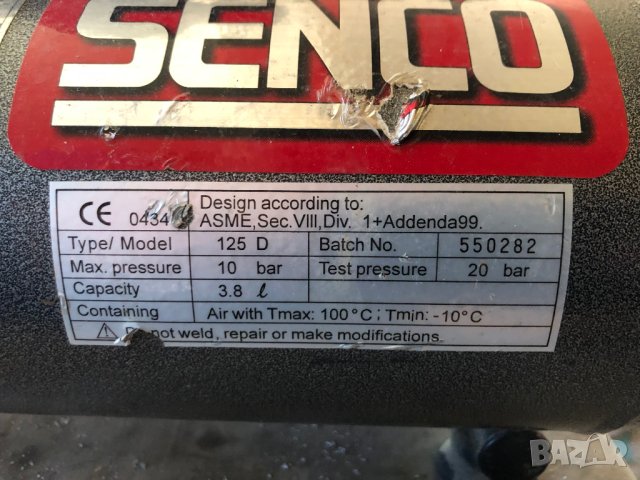 SENCO
CE 0434 Design according to:
ASME,Sec.VIII,Div. 1+Addenda99.
Type/ Model 125 D Batch No. 550282
Max. pressure 10 bar Test pressure 20 bar
Capacity 3.8 ℓ
Containing Air with Tmax: 100°C; Tmin: -10°C
Do not weld, repair or make modifications.
BAZAR